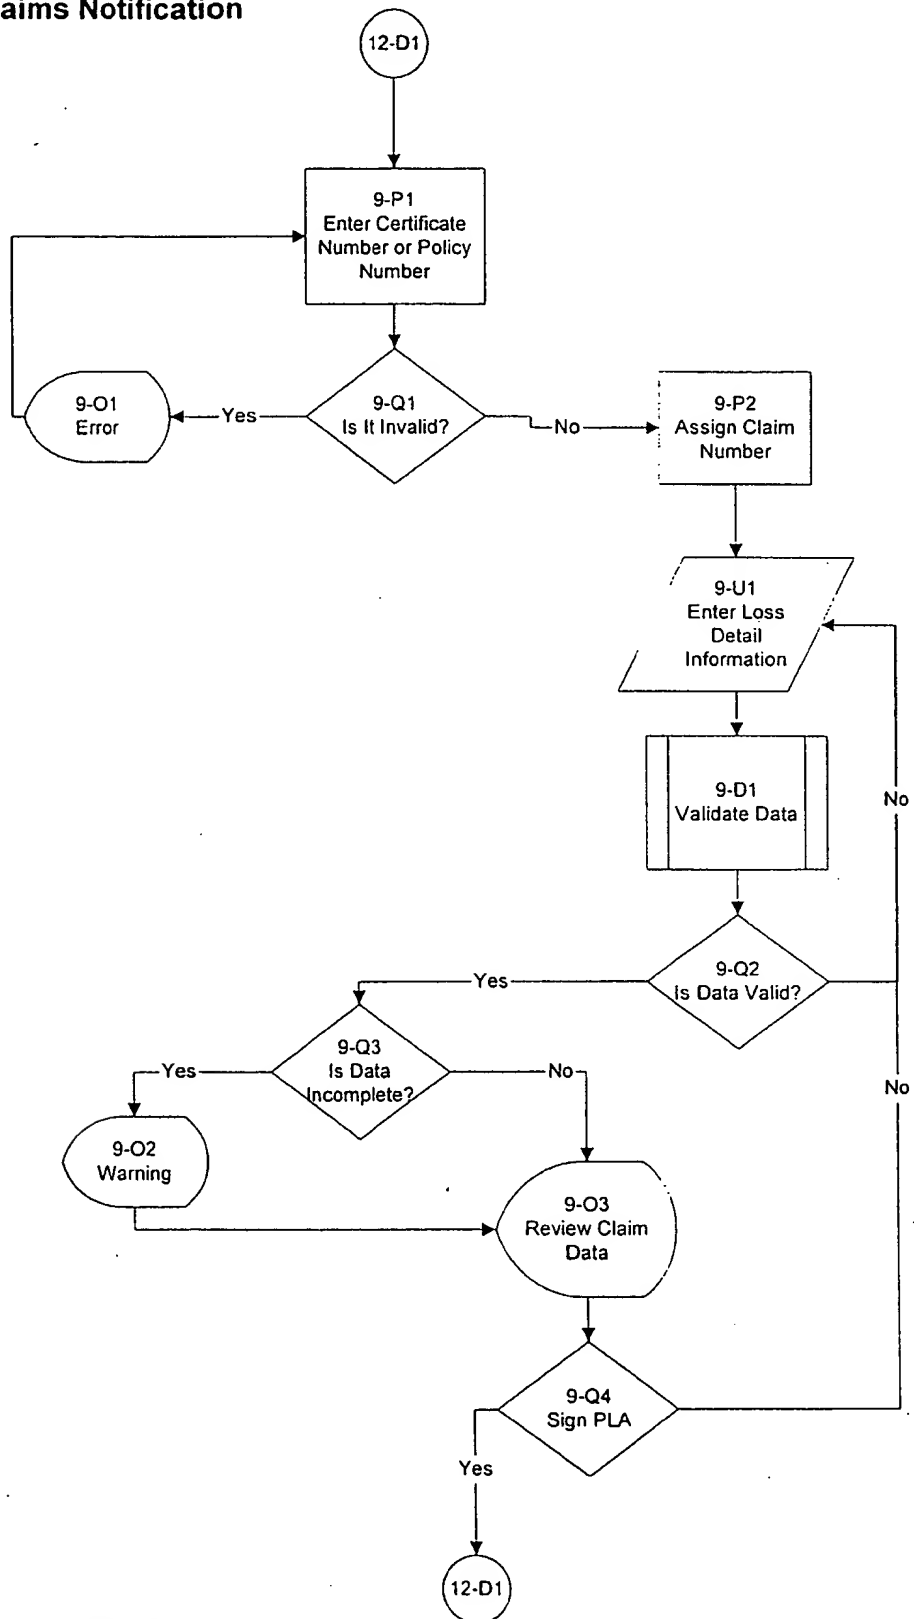 aims Notification
12-D1
9-P1
Enter Certificate
Number or Policy
Number
9-O1
Error
Yes
9-Q1
Is It Invalid?
No
9-P2
Assign Claim
Number
9-U1
Enter Loss
Detail
Information
9-D1
Validate Data
No
9-Q2
Is Data Valid?
Yes
9-Q3
Is Data
Incomplete?
Yes
No
No
9-O2
Warning
9-O3
Review Claim
Data
9-Q4
Sign PLA
Yes
12-D1